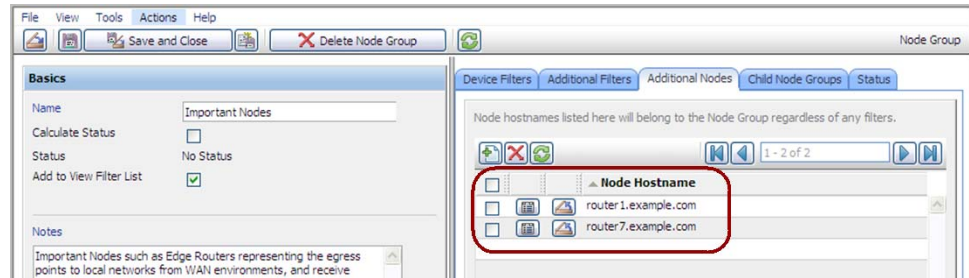 File View Tools Actions Help
Save and Close Delete Node Group Node Group
Basics
Name Important Nodes
Calculate Status
Status No Status
Add to View Filter List
Notes
Important Nodes such as Edge Routers representing the egress
points to local networks from WAN environments, and receive
Device Filters Additional Filters Additional Nodes Child Node Groups Status
Node hostnames listed here will belong to the Node Group regardless of any filters.
1 - 2 of 2
Node Hostname
router1.example.com
router7.example.com